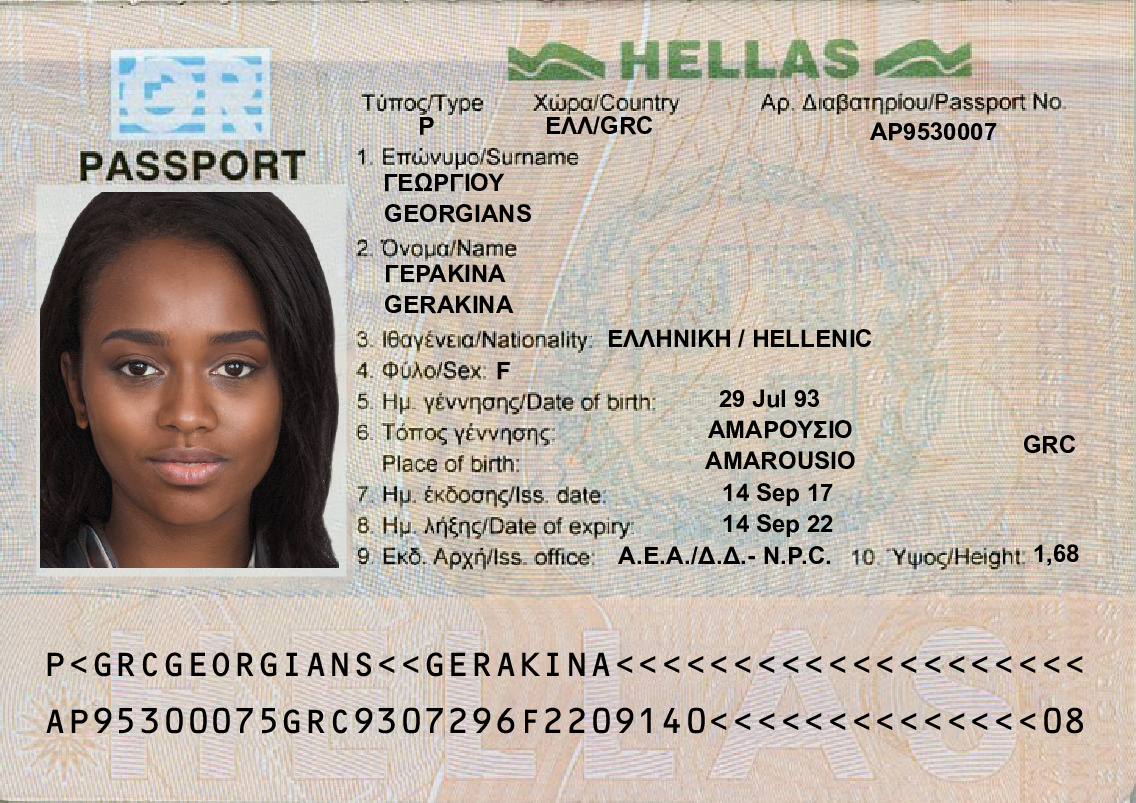 GR
HELLAS
PASSPORT
Τύπος/Type Χώρα/Country Αρ. Διαβατηρίου/Passport No.
P ΕΛΛ/GRC AP9530007
1. Επώνυμο/Surname
ΓΕΩΡΓΙΟΥ
GEORGIANS
2. Όνομα/Name
ΓΕΡΑΚΙΝΑ
GERAKINA
3. Ιθαγένεια/Nationality: ΕΛΛΗΝΙΚΗ / HELLENIC
4. Φύλο/Sex: F
5. Ημ. γέννησης/Date of birth: 29 Jul 93
6. Τόπος γέννησης: ΑΜΑΡΟΥΣΙΟ
Place of birth: AMAROUSIO GRC
7. Ημ. έκδοσης/Iss. date: 14 Sep 17
8. Ημ. λήξης/Date of expiry: 14 Sep 22
9 Εκδ. Αρχή/Iss. office: Α.Ε.Α./Δ.Δ.- N.P.C. 10. Ύψος/Height: 1,68
HELLAS
P<GRCGEORGIANS<<GERAKINA<<<<<<<<<<<<<<<<<<<<
AP95300075GRC9307296F2209140<<<<<<<<<<<<<<08